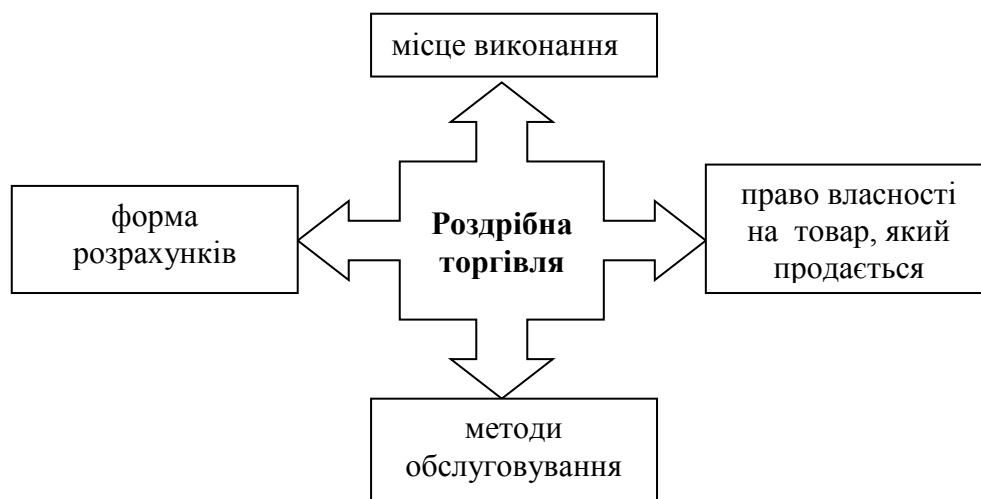 місце виконання
форма
розрахунків
Роздрібна
торгівля
право власності
на товар, який
продається
методи
обслуговування